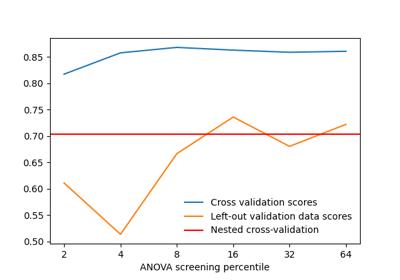 0.85
0.80
0.75
0.70
0.65
0.60
0.55
0.50
Cross validation scores
Left-out validation data scores
Nested cross-validation
2 4 8 16 32 64
ANOVA screening percentile